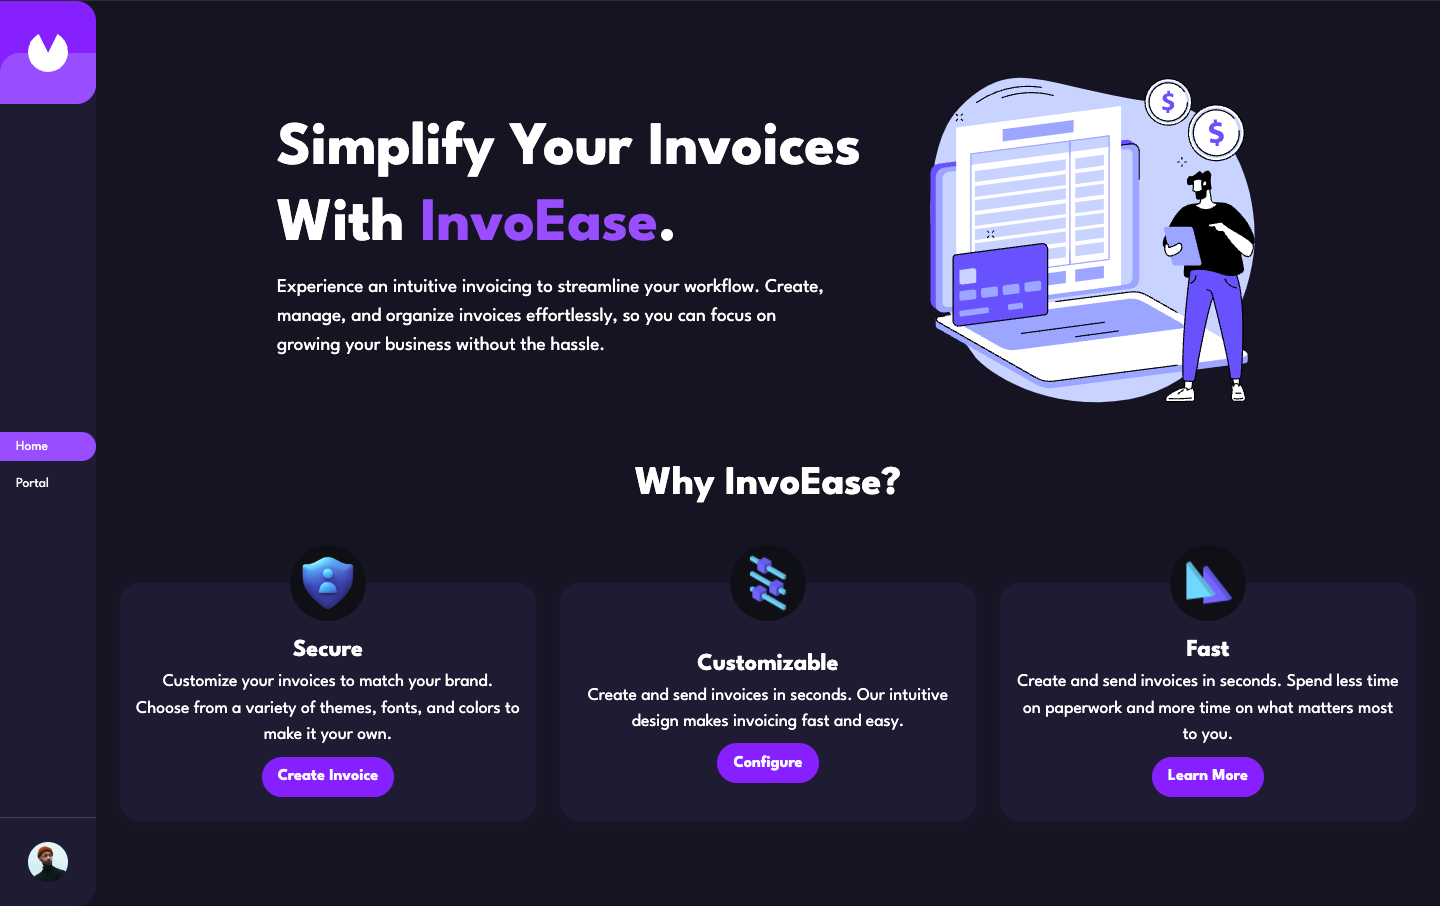 Simplify Your Invoices
With InvoEase.
Experience an intuitive invoicing to streamline your workflow. Create,
manage, and organize invoices effortlessly, so you can focus on
growing your business without the hassle.
$
$
Home
Portal
Why InvoEase?
Secure
Customize your invoices to match your brand.
Choose from a variety of themes, fonts, and colors to
make it your own.
Create Invoice
Customizable
Create and send invoices in seconds. Our intuitive
design makes invoicing fast and easy.
Configure
Fast
Create and send invoices in seconds. Spend less time
on paperwork and more time on what matters most
to you.
Learn More